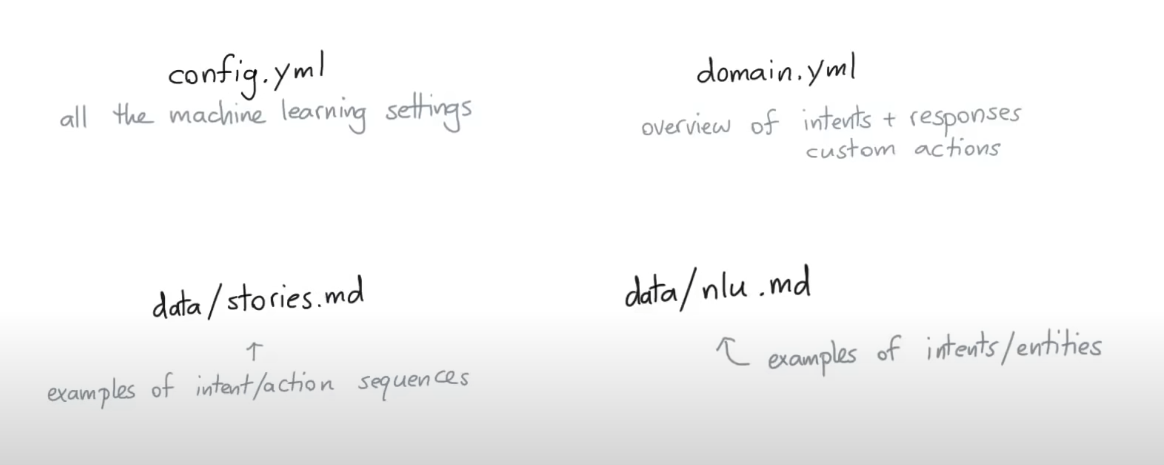 config.yml
all the machine learning settings
domain.yml
overview of intents + responses
custom actions
data/stories.md
↑
examples of intent/action sequences
data/nlu.md
examples of intents/entities